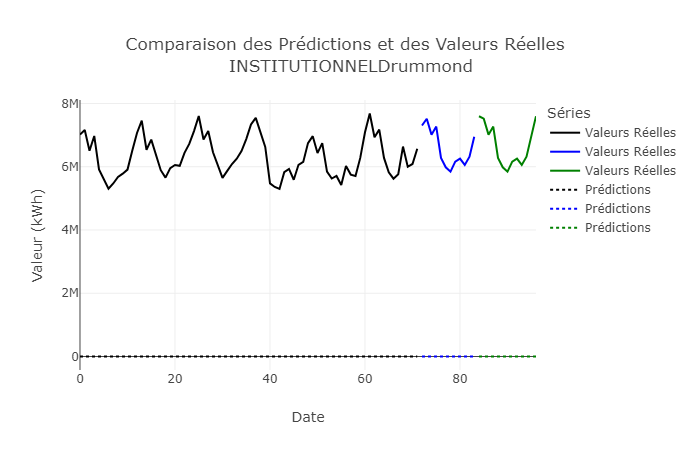 Comparaison des Prédictions et des Valeurs Réelles
INSTITUTIONNELDrummond
8M
6M
4M
2M
0
Valeur (kWh)
0 20 40 60 80
Date
Séries
Valeurs Réelles
Valeurs Réelles
Valeurs Réelles
Prédictions
Prédictions
Prédictions